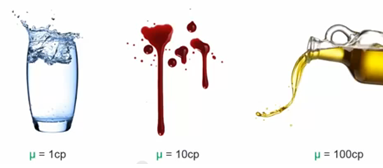 μ = 1cp
μ = 10cp
μ = 100cp